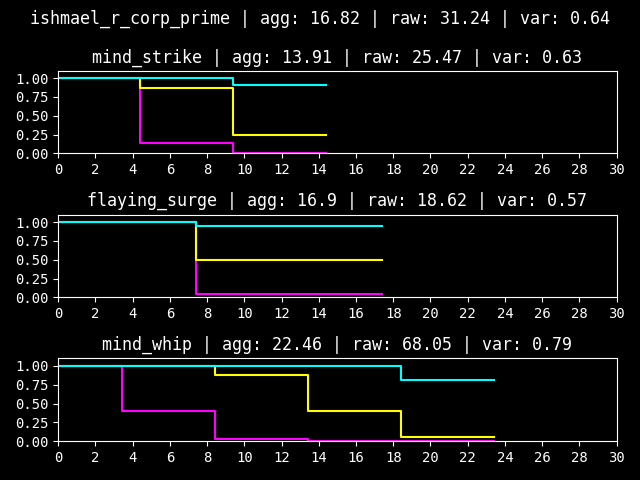 ishmael_r_corp_prime | agg: 16.82 | raw: 31.24 | var: 0.64
mind_strike | agg: 13.91 | raw: 25.47 | var: 0.63
1.00
0.75
0.50
0.25
0.00
0 2 4 6 8 10 12 14 16 18 20 22 24 26 28 30
flaying_surge | agg: 16.9 | raw: 18.62 | var: 0.57
1.00
0.75
0.50
0.25
0.00
0 2 4 6 8 10 12 14 16 18 20 22 24 26 28 30
mind_whip | agg: 22.46 | raw: 68.05 | var: 0.79
1.00
0.75
0.50
0.25
0.00
0 2 4 6 8 10 12 14 16 18 20 22 24 26 28 30